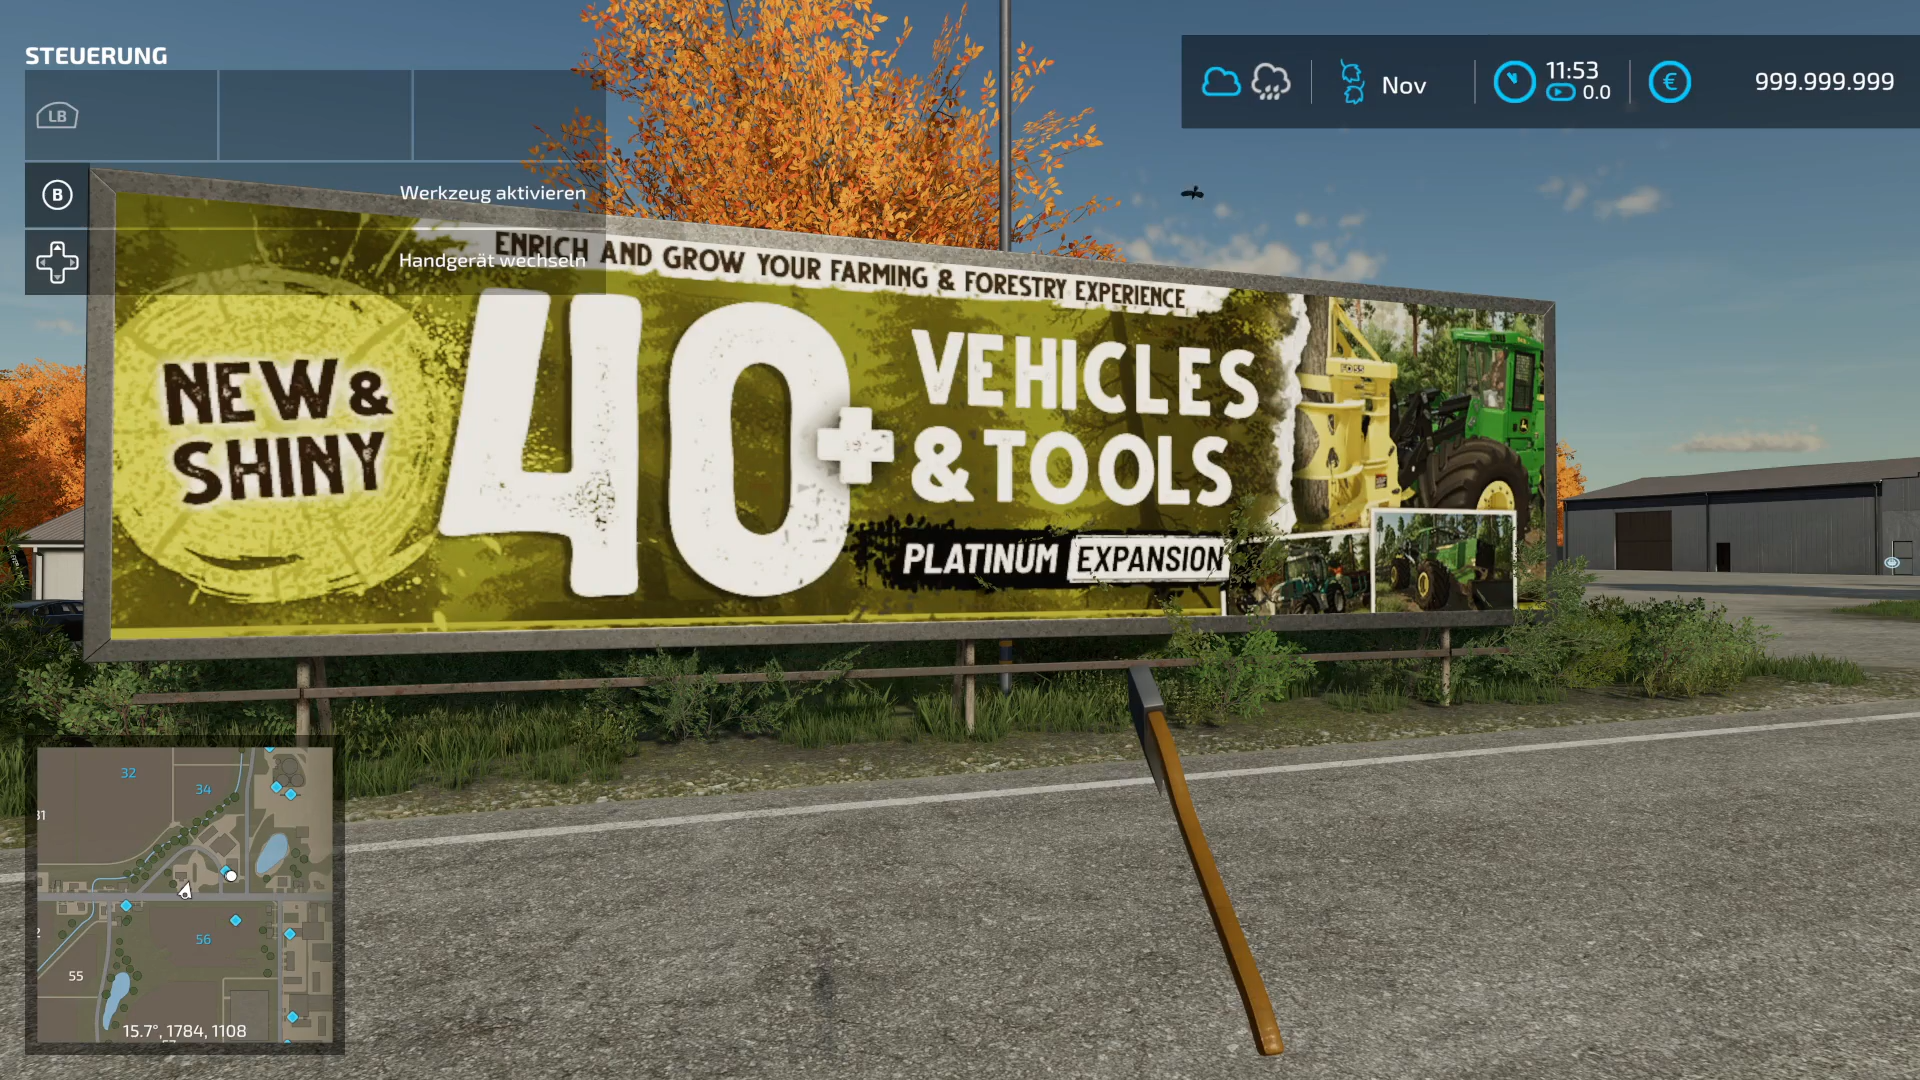 STEUERUNG
LB
B
Werkzeug aktivieren
Handgerät wechseln
Nov
11:53
0.0
€
999.999.999
ENRICH AND GROW YOUR FARMING & FORESTRY EXPERIENCE
NEW &
SHINY
40+
VEHICLES
& TOOLS
PLATINUM EXPANSION
32
34
31
56
55
15.7°, 1784, 1108